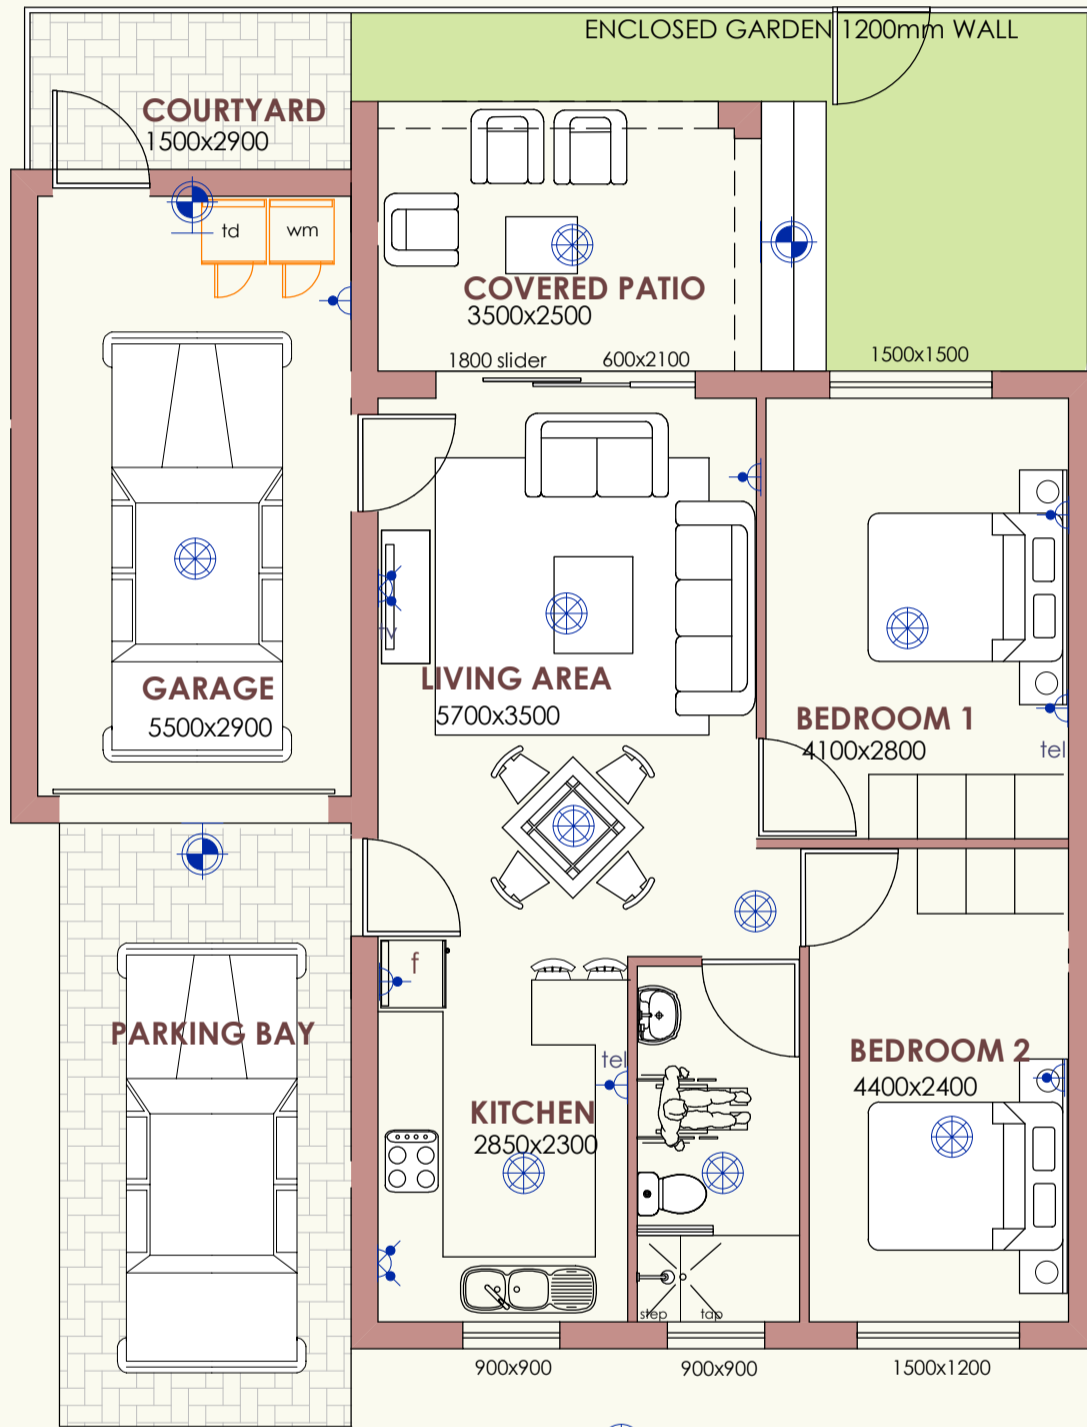 ENCLOSED GARDEN 1200mm WALL
COURTYARD
1500x2900
td
wm
COVERED PATIO
3500x2500
1800 slider
600x2100
1500x1500
tv
GARAGE
5500x2900
LIVING AREA
5700x3500
BEDROOM 1
4100x2800
tel
f
PARKING BAY
tel
KITCHEN
2850x2300
BEDROOM 2
4400x2400
step
tap
900x900
900x900
1500x1200